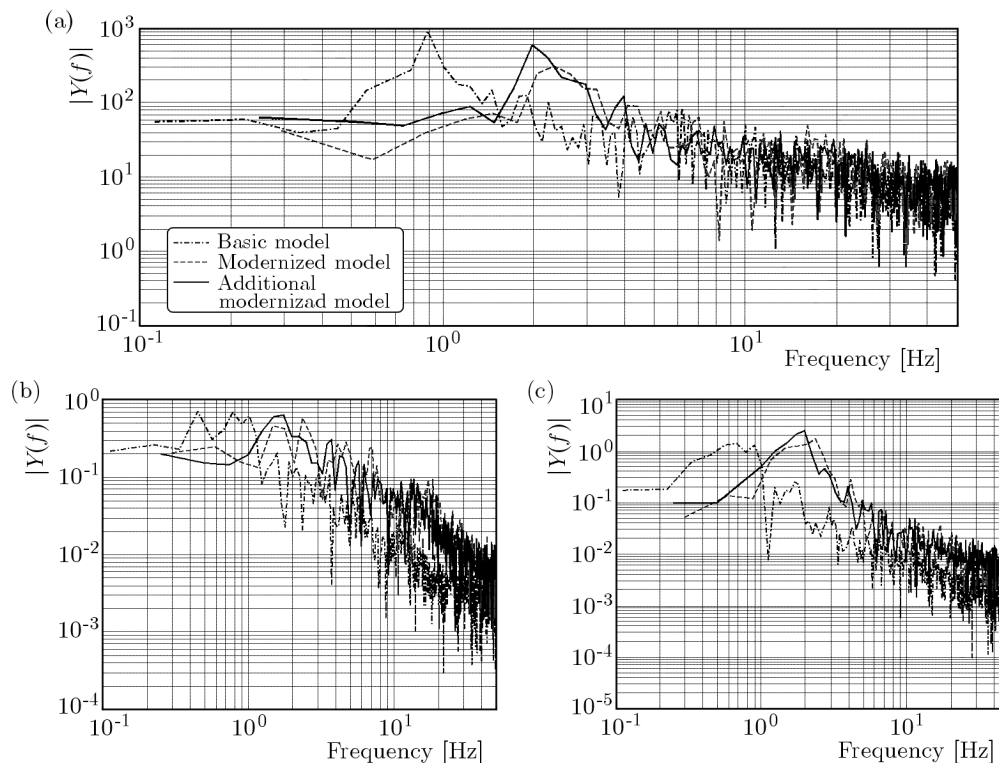 (a)
10^3
|Y(f)|
10^2
10^1
10^0
10^-1
Basic model
Modernized model
Additional
modernizad model
10^-1
10^0
10^1
Frequency [Hz]
(b)
10^0
|Y(f)|
10^-1
10^-2
10^-3
10^-4
10^-1
10^0
10^1
Frequency [Hz]
(c)
10^1
|Y(f)|
10^0
10^-1
10^-2
10^-3
10^-4
10^-5
10^-1
10^0
10^1
Frequency [Hz]